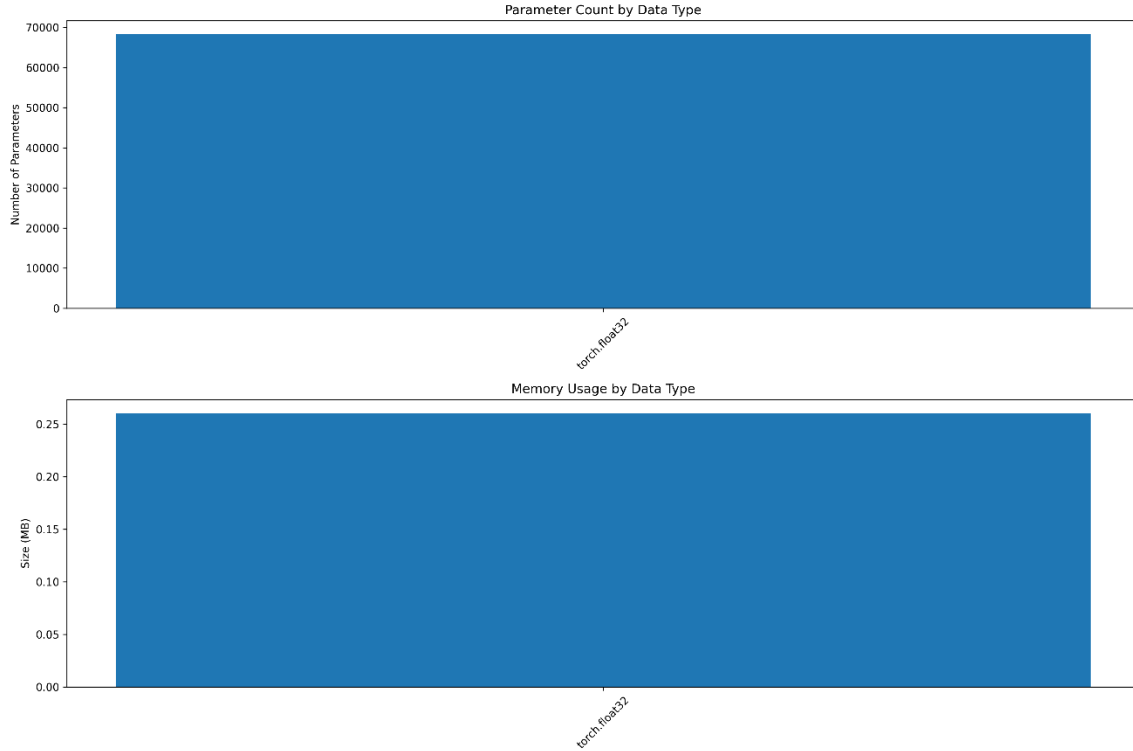 Parameter Count by Data Type
70000
60000
50000
40000
30000
20000
10000
0
Number of Parameters
torch.float32
Memory Usage by Data Type
0.25
0.20
0.15
0.10
0.05
0.00
Size (MB)
torch.float32